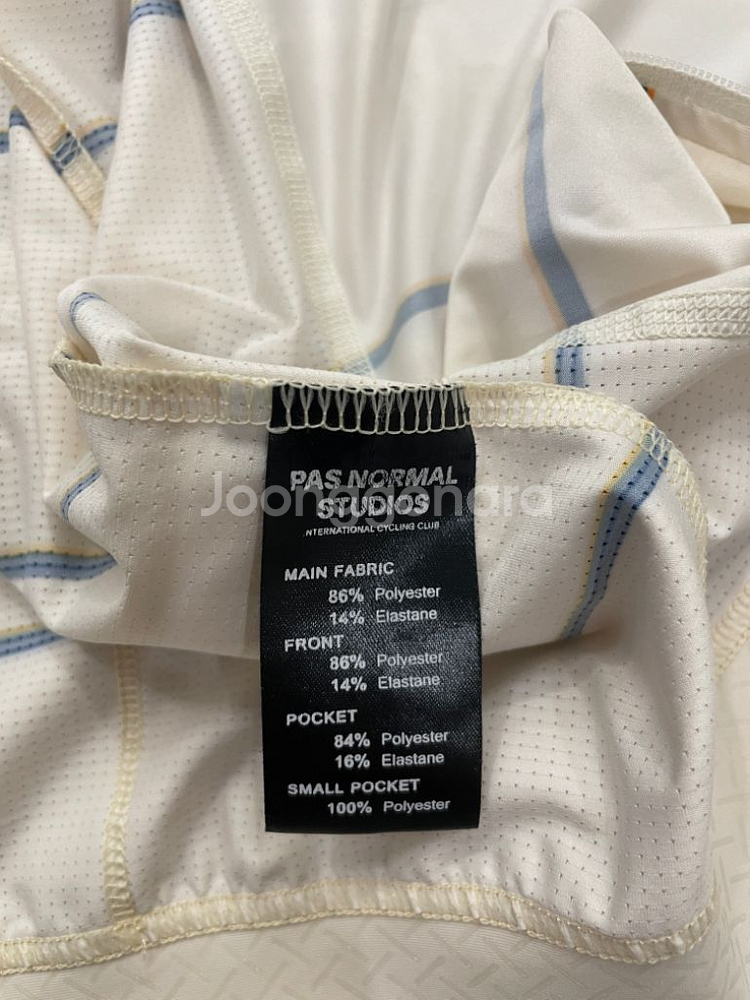 PAS NORMAL
STUDIOS
Joonggonara
INTERNATIONAL CYCLING CLUB
MAIN FABRIC
86% Polyester
14% Elastane
FRONT
86% Polyester
14% Elastane
POCKET
84% Polyester
16% Elastane
SMALL POCKET
100% Polyester